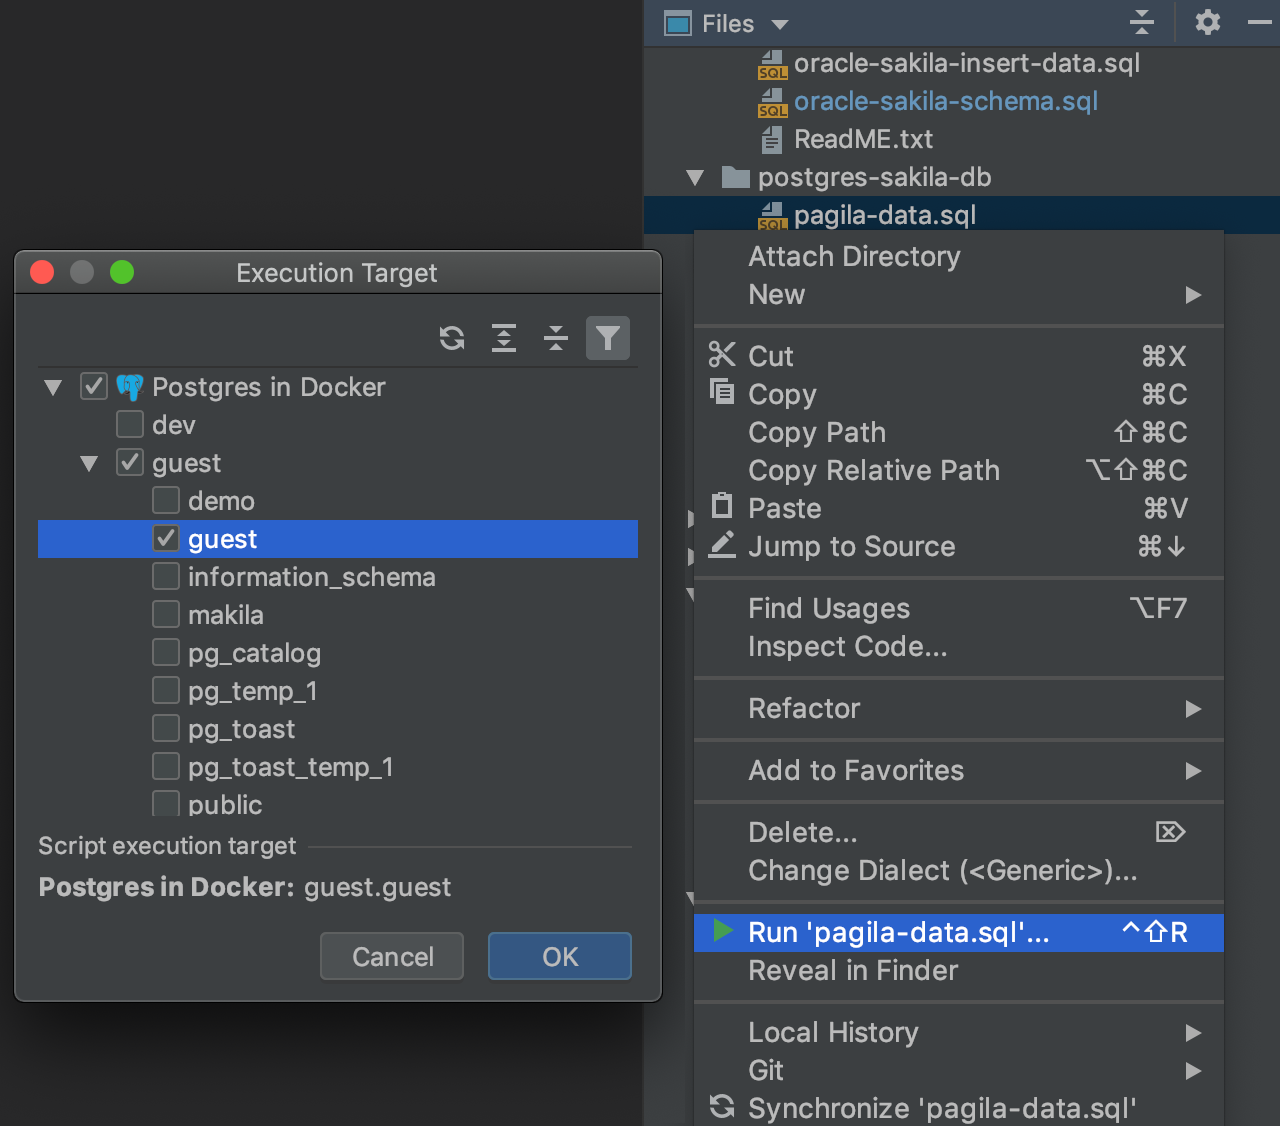 Files
oracle-sakila-insert-data.sql
oracle-sakila-schema.sql
ReadME.txt
postgres-sakila-db
pagila-data.sql
Execution Target
Postgres in Docker
dev
guest
demo
guest
information_schema
makila
pg_catalog
pg_temp_1
pg_toast
pg_toast_temp_1
public
Script execution target
Postgres in Docker: guest.guest
Cancel OK
Attach Directory
New
Cut ⌘X
Copy ⌘C
Copy Path ⇧⌘C
Copy Relative Path ⌥⇧⌘C
Paste ⌘V
Jump to Source ⌘↓
Find Usages ⌥F7
Inspect Code...
Refactor
Add to Favorites
Delete... ⌦
Change Dialect (<Generic>)...
Run 'pagila-data.sql'... ^⇧R
Reveal in Finder
Local History
Git
Synchronize 'pagila-data.sql'